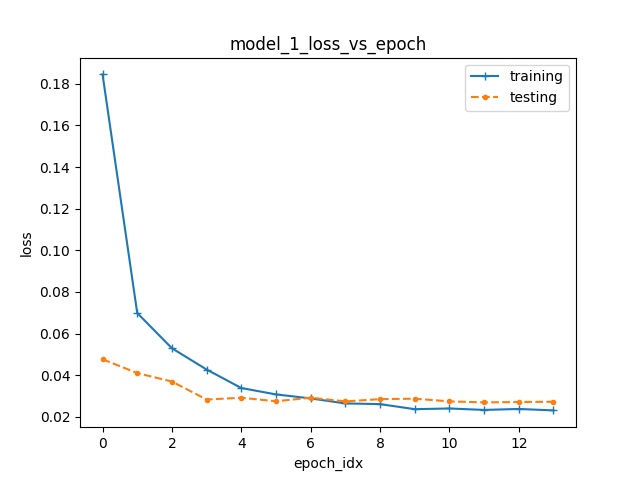 model_1_loss_vs_epoch
training
testing
0.18
0.16
0.14
0.12
0.10
0.08
0.06
0.04
0.02
loss
0 2 4 6 8 10 12
epoch_idx